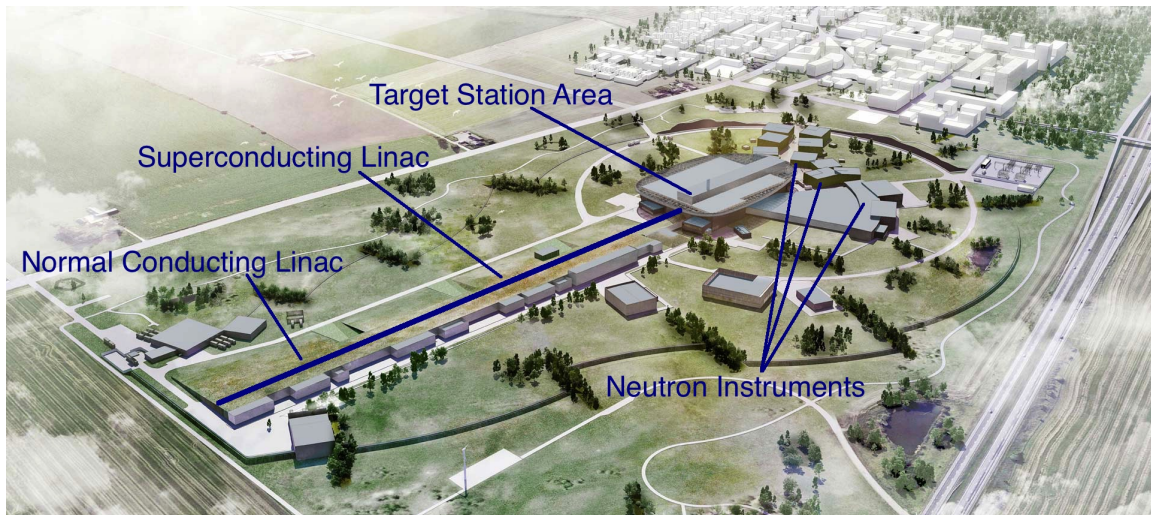 Target Station Area
Superconducting Linac
Normal Conducting Linac
Neutron Instruments